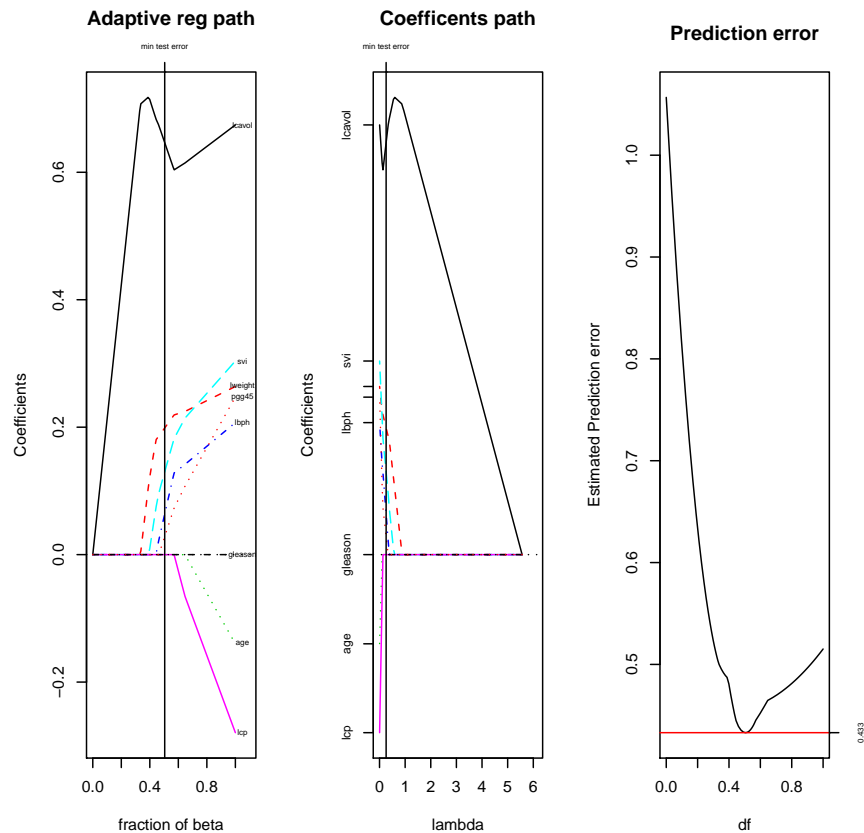 Adaptive reg path
min test error
Coefficients
0.6
0.4
0.2
0.0
−0.2
lcavol
svi
lweight
pgg45
lbph
gleason
age
lcp
0.0
0.4
0.8
fraction of beta
Coefficents path
min test error
Coefficients
lcavol
svi
lbph
gleason
age
lcp
0 1 2 3 4 5 6
lambda
Prediction error
Estimated Prediction error
1.0
0.9
0.8
0.7
0.6
0.5
0.433
0.0
0.4
0.8
df